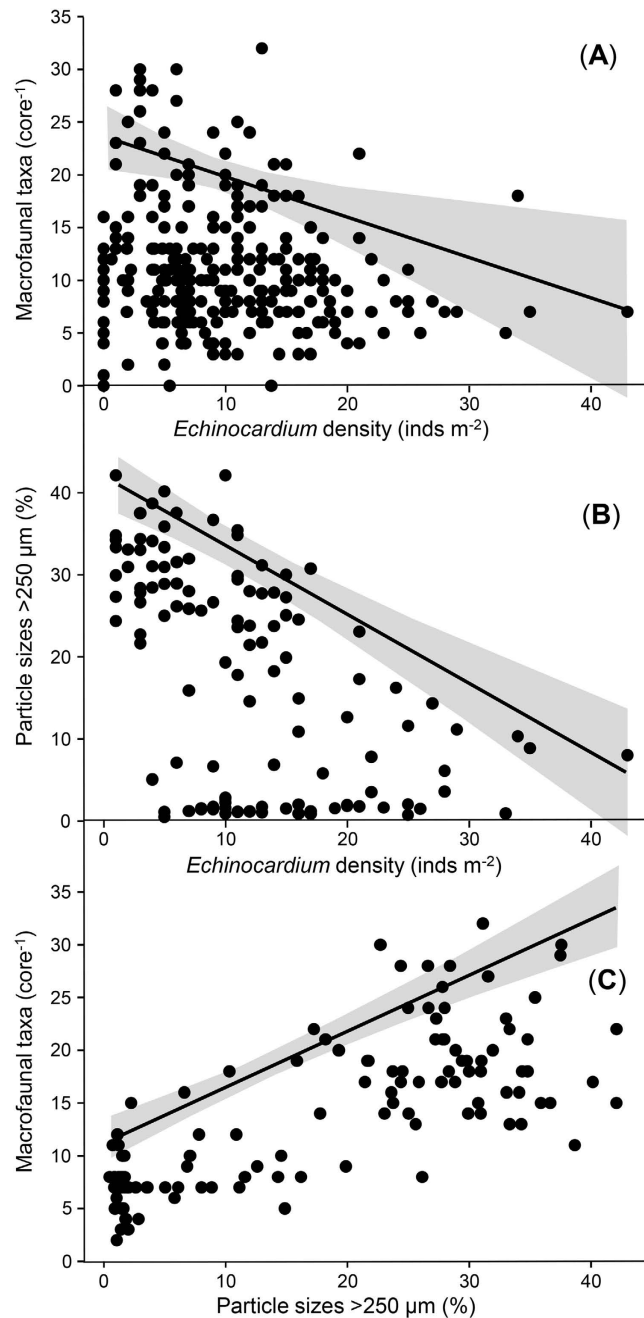 (A)
Macrofaunal taxa (core⁻¹)
35
30
25
20
15
10
5
0
0 10 20 30 40
Echinocardium density (inds m⁻²)
(B)
Particle sizes >250 µm (%)
40
30
20
10
0
0 10 20 30 40
Echinocardium density (inds m⁻²)
(C)
Macrofaunal taxa (core⁻¹)
35
30
25
20
15
10
5
0
0 10 20 30 40
Particle sizes >250 µm (%)